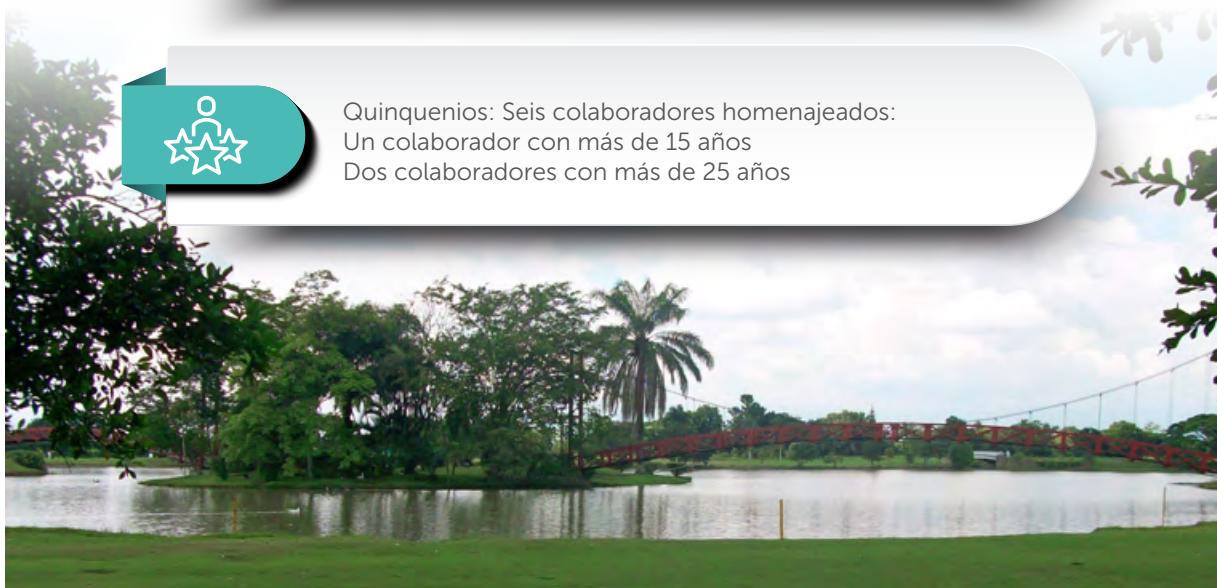 Quinquenios: Seis colaboradores homenajeados:
Un colaborador con más de 15 años
Dos colaboradores con más de 25 años